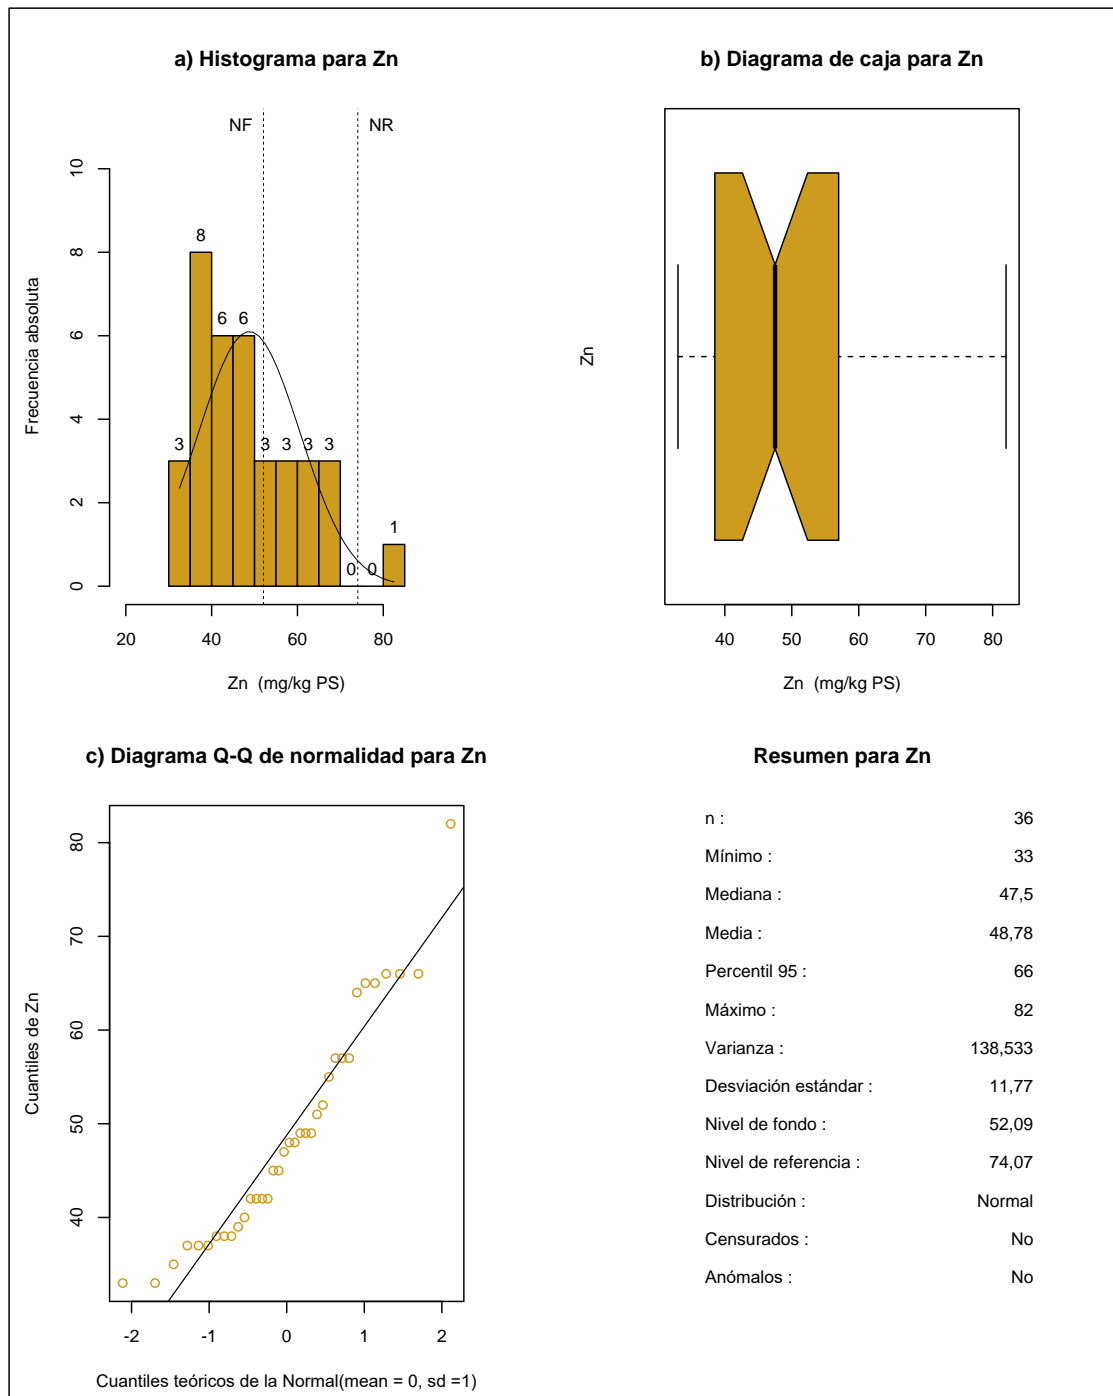 a) Histograma para Zn
NF
NR
Frecuencia absoluta
0 2 4 6 8 10
3 8 6 6 3 3 3 3 0 0 1
20 40 60 80
Zn (mg/kg PS)
b) Diagrama de caja para Zn
Zn
40 50 60 70 80
Zn (mg/kg PS)
c) Diagrama Q-Q de normalidad para Zn
Cuantiles de Zn
40 50 60 70 80
-2 -1 0 1 2
Cuantiles teóricos de la Normal(mean = 0, sd =1)
Resumen para Zn
n : 36
Mínimo : 33
Mediana : 47,5
Media : 48,78
Percentil 95 : 66
Máximo : 82
Varianza : 138,533
Desviación estándar : 11,77
Nivel de fondo : 52,09
Nivel de referencia : 74,07
Distribución : Normal
Censurados : No
Anómalos : No